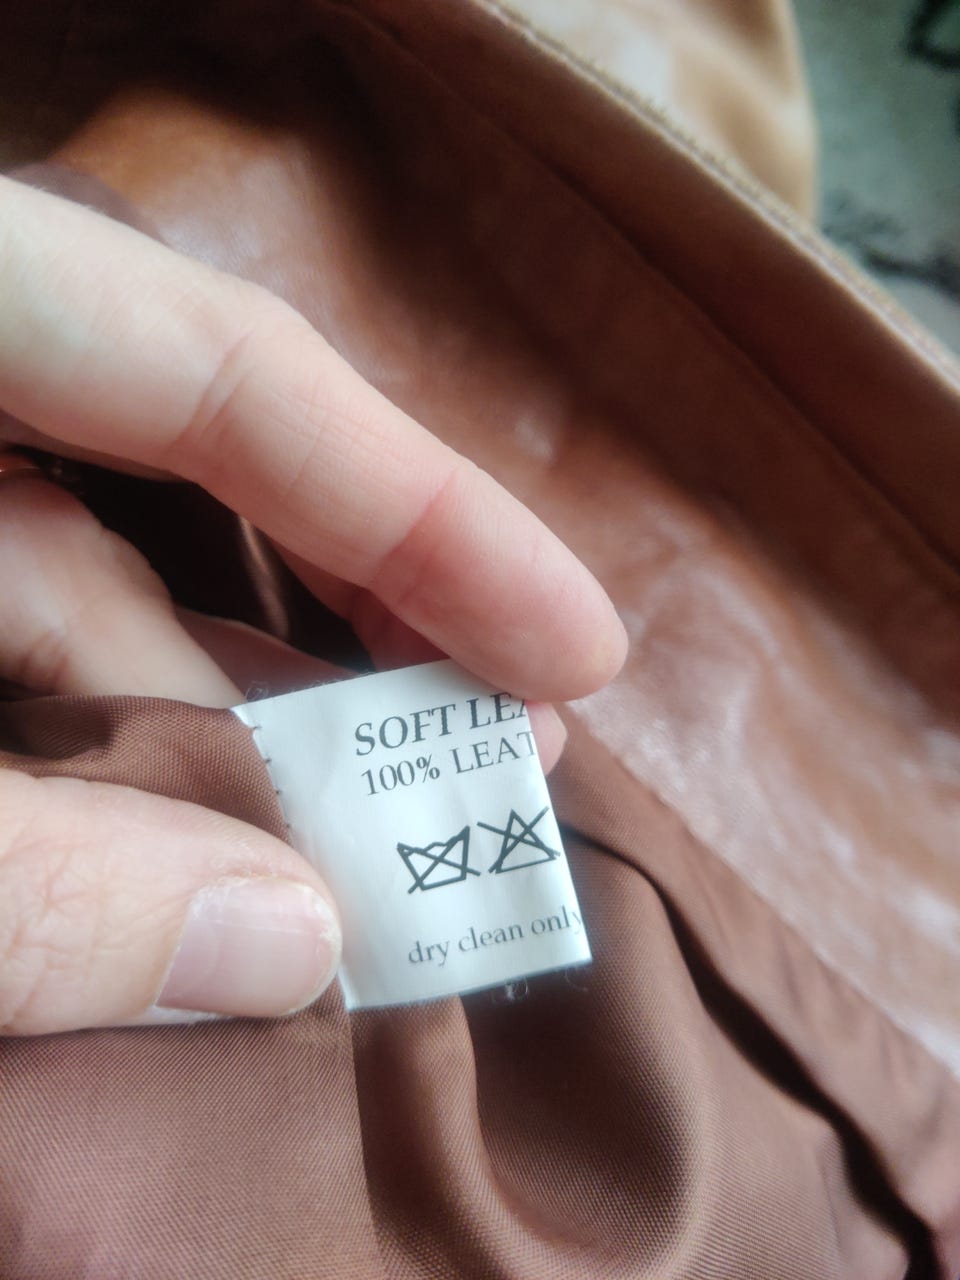 SOFT LEA
100% LEAT
dry clean only